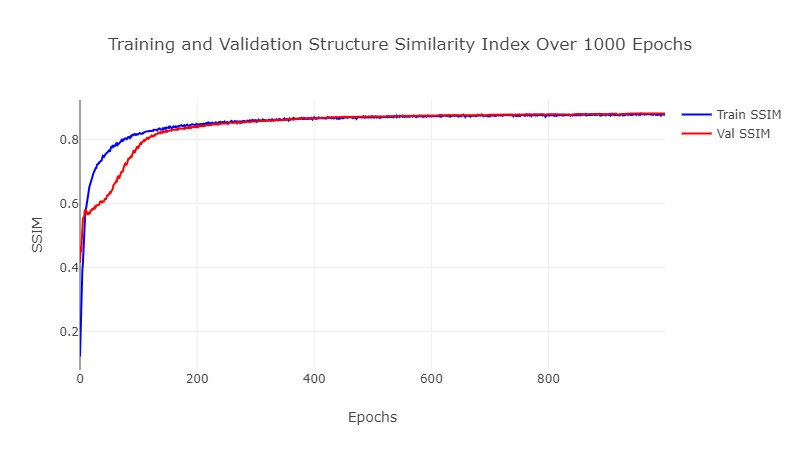 Training and Validation Structure Similarity Index Over 1000 Epochs
Train SSIM
Val SSIM
SSIM
0.8
0.6
0.4
0.2
0
200
400
600
800
Epochs